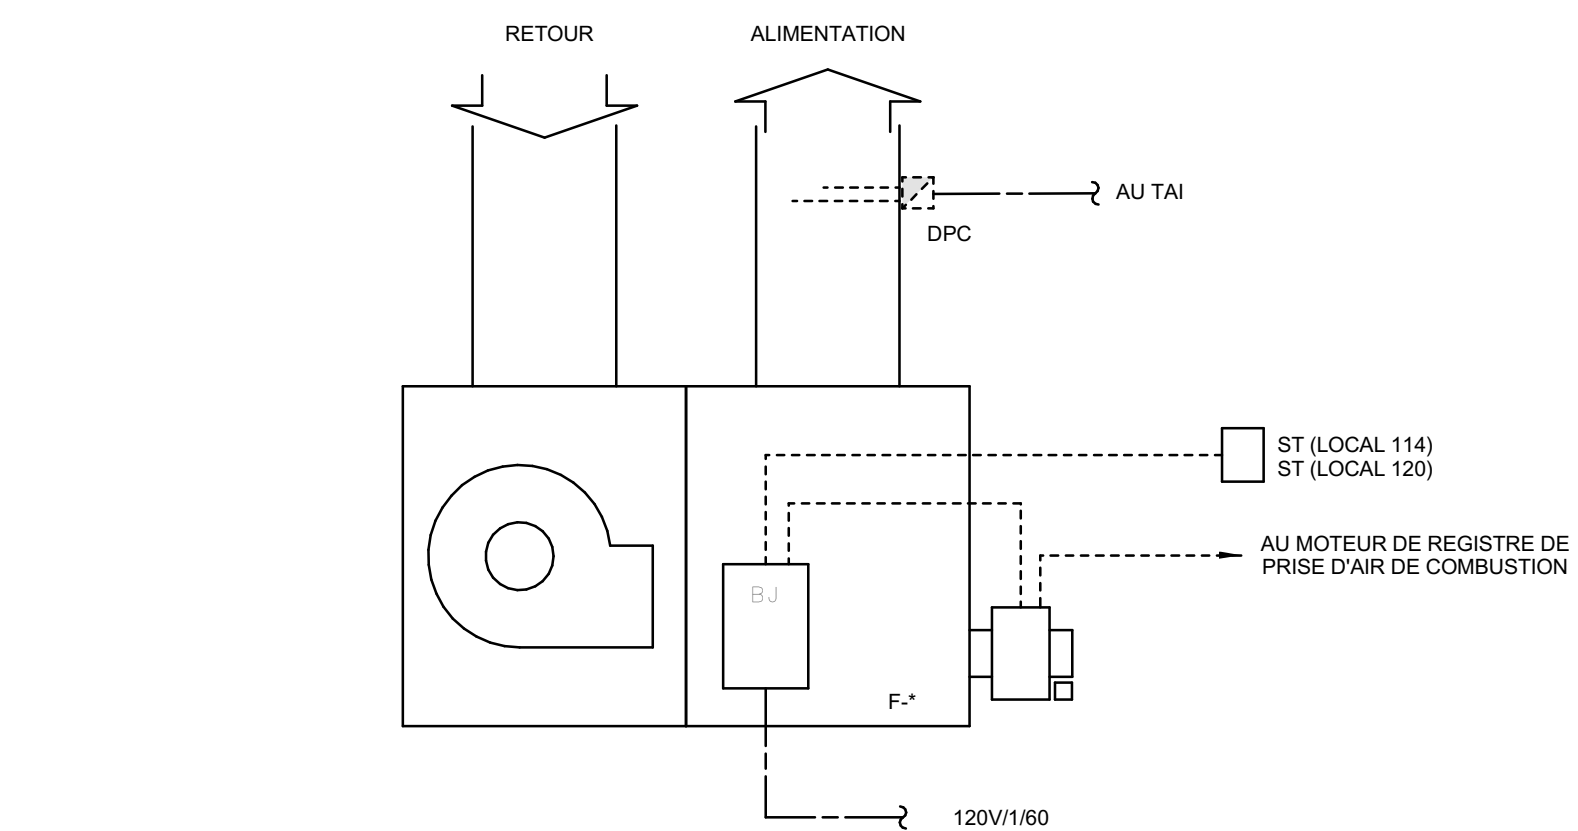 RETOUR
ALIMENTATION
AU TAI
DPC
ST (LOCAL 114)
ST (LOCAL 120)
AU MOTEUR DE REGISTRE DE
PRISE D'AIR DE COMBUSTION
BJ
F-*
120V/1/60